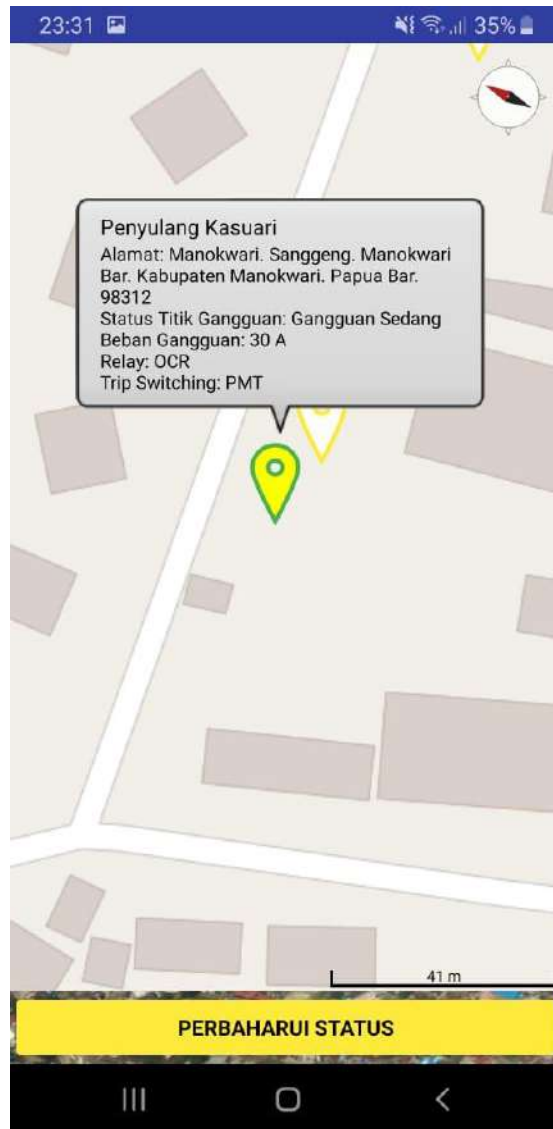 23:31
35%
Penyulang Kasuari
Alamat: Manokwari. Sanggeng. Manokwari
Bar. Kabupaten Manokwari. Papua Bar.
98312
Status Titik Gangguan: Gangguan Sedang
Beban Gangguan: 30 A
Relay: OCR
Trip Switching: PMT
41 m
PERBAHARUI STATUS